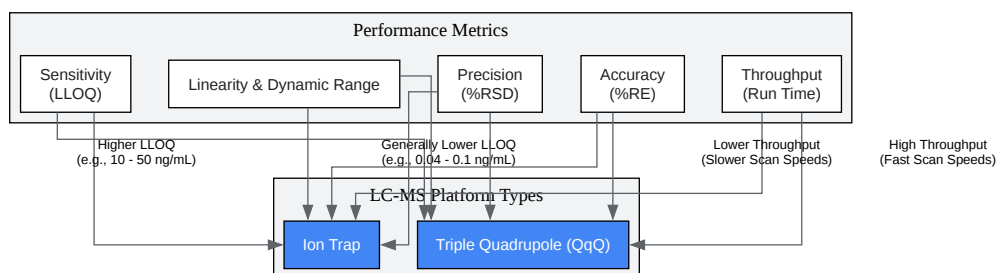 Performance Metrics
Sensitivity
(LLOQ)
Linearity & Dynamic Range
Precision
(%RSD)
Accuracy
(%RE)
Throughput
(Run Time)
Higher LLOQ
(e.g., 10 - 50 ng/mL)
Generally Lower LLOQ
(e.g., 0.04 - 0.1 ng/mL)
Lower Throughput
(Slower Scan Speeds)
High Throughput
(Fast Scan Speeds)
LC-MS Platform Types
Ion Trap
Triple Quadrupole (QqQ)